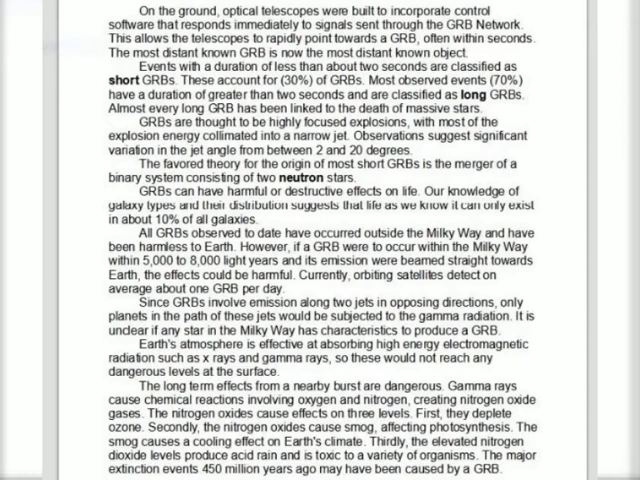 On the ground, optical telescopes were built to incorporate control
software that responds immediately to signals sent through the GRB Network.
This allows the telescopes to rapidly point towards a GRB, often within seconds.
The most distant known GRB is now the most distant known object.
Events with a duration of less than about two seconds are classified as
short GRBs. These account for (30%) of GRBs. Most observed events (70%)
have a duration of greater than two seconds and are classified as long GRBs.
Almost every long GRB has been linked to the death of massive stars.
GRBs are thought to be highly focused explosions, with most of the
explosion energy collimated into a narrow jet. Observations suggest significant
variation in the jet angle from between 2 and 20 degrees.
The favored theory for the origin of most short GRBs is the merger of a
binary system consisting of two neutron stars.
GRBs can have harmful or destructive effects on life. Our knowledge of
galaxy types and their distribution suggests that life as we know it can only exist
in about 10% of all galaxies.
All GRBs observed to date have occurred outside the Milky Way and have
been harmless to Earth. However, if a GRB were to occur within the Milky Way
within 5,000 to 8,000 light years and its emission were beamed straight towards
Earth, the effects could be harmful. Currently, orbiting satellites detect on
average about one GRB per day.
Since GRBs involve emission along two jets in opposing directions, only
planets in the path of these jets would be subjected to the gamma radiation. It is
unclear if any star in the Milky Way has characteristics to produce a GRB.
Earth's atmosphere is effective at absorbing high energy electromagnetic
radiation such as x rays and gamma rays, so these would not reach any
dangerous levels at the surface.
The long term effects from a nearby burst are dangerous. Gamma rays
cause chemical reactions involving oxygen and nitrogen, creating nitrogen oxide
gases. The nitrogen oxides cause effects on three levels. First, they deplete
ozone. Secondly, the nitrogen oxides cause smog, affecting photosynthesis. The
smog causes a cooling effect on Earth's climate. Thirdly, the elevated nitrogen
dioxide levels produce acid rain and is toxic to a variety of organisms. The major
extinction events 450 million years ago may have been caused by a GRB.